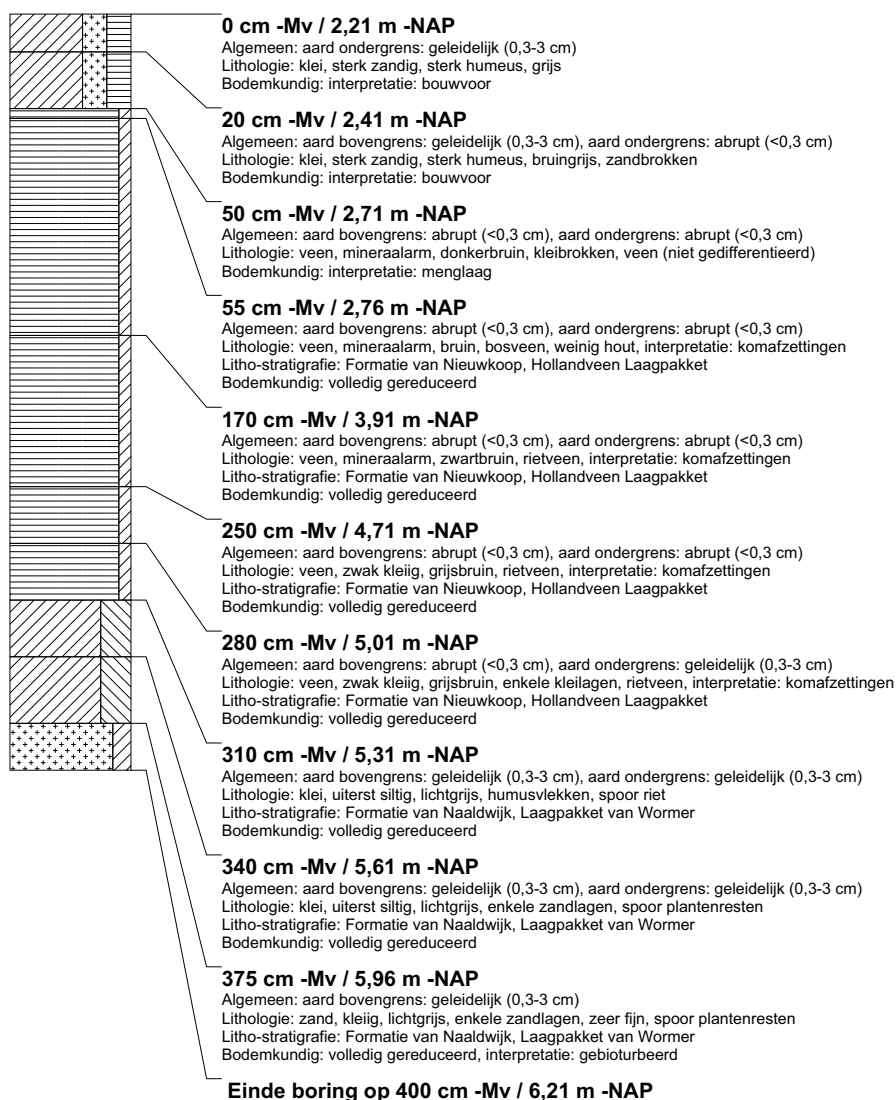 0 cm -Mv / 2,21 m -NAP
Algemeen: aard ondergrens: geleidelijk (0,3-3 cm)
Lithologie: klei, sterk zandig, sterk humeus, grijs
Bodemkundig: interpretatie: bouwvoor
20 cm -Mv / 2,41 m -NAP
Algemeen: aard bovengrens: geleidelijk (0,3-3 cm), aard ondergrens: abrupt (<0,3 cm)
Lithologie: klei, sterk zandig, sterk humeus, bruingrijs, zandbrokken
Bodemkundig: interpretatie: bouwvoor
50 cm -Mv / 2,71 m -NAP
Algemeen: aard bovengrens: abrupt (<0,3 cm), aard ondergrens: abrupt (<0,3 cm)
Lithologie: veen, mineraalarm, donkerbruin, kleibrokken, veen (niet gedifferentieerd)
Bodemkundig: interpretatie: menglaag
55 cm -Mv / 2,76 m -NAP
Algemeen: aard bovengrens: abrupt (<0,3 cm), aard ondergrens: abrupt (<0,3 cm)
Lithologie: veen, mineraalarm, bruin, bosveen, weinig hout, interpretatie: komafzettingen
Litho-stratigrafie: Formatie van Nieuwkoop, Hollandveen Laagpakket
Bodemkundig: volledig gereduceerd
170 cm -Mv / 3,91 m -NAP
Algemeen: aard bovengrens: abrupt (<0,3 cm), aard ondergrens: abrupt (<0,3 cm)
Lithologie: veen, mineraalarm, zwartbruin, rietveen, interpretatie: komafzettingen
Litho-stratigrafie: Formatie van Nieuwkoop, Hollandveen Laagpakket
Bodemkundig: volledig gereduceerd
250 cm -Mv / 4,71 m -NAP
Algemeen: aard bovengrens: abrupt (<0,3 cm), aard ondergrens: abrupt (<0,3 cm)
Lithologie: veen, zwak kleiig, grijsbruin, rietveen, interpretatie: komafzettingen
Litho-stratigrafie: Formatie van Nieuwkoop, Hollandveen Laagpakket
Bodemkundig: volledig gereduceerd
280 cm -Mv / 5,01 m -NAP
Algemeen: aard bovengrens: abrupt (<0,3 cm), aard ondergrens: geleidelijk (0,3-3 cm)
Lithologie: veen, zwak kleiig, grijsbruin, enkele kleilagen, rietveen, interpretatie: komafzettingen
Litho-stratigrafie: Formatie van Nieuwkoop, Hollandveen Laagpakket
Bodemkundig: volledig gereduceerd
310 cm -Mv / 5,31 m -NAP
Algemeen: aard bovengrens: geleidelijk (0,3-3 cm), aard ondergrens: geleidelijk (0,3-3 cm)
Lithologie: klei, uiterst siltig, lichtgrijs, humusvlekken, spoor riet
Litho-stratigrafie: Formatie van Naaldwijk, Laagpakket van Wormer
Bodemkundig: volledig gereduceerd
340 cm -Mv / 5,61 m -NAP
Algemeen: aard bovengrens: geleidelijk (0,3-3 cm), aard ondergrens: geleidelijk (0,3-3 cm)
Lithologie: klei, uiterst siltig, lichtgrijs, enkele zandlagen, spoor plantenresten
Litho-stratigrafie: Formatie van Naaldwijk, Laagpakket van Wormer
Bodemkundig: volledig gereduceerd
375 cm -Mv / 5,96 m -NAP
Algemeen: aard bovengrens: geleidelijk (0,3-3 cm)
Lithologie: zand, kleiig, lichtgrijs, enkele zandlagen, zeer fijn, spoor plantenresten
Litho-stratigrafie: Formatie van Naaldwijk, Laagpakket van Wormer
Bodemkundig: volledig gereduceerd, interpretatie: gebioturbeerd
Einde boring op 400 cm -Mv / 6,21 m -NAP